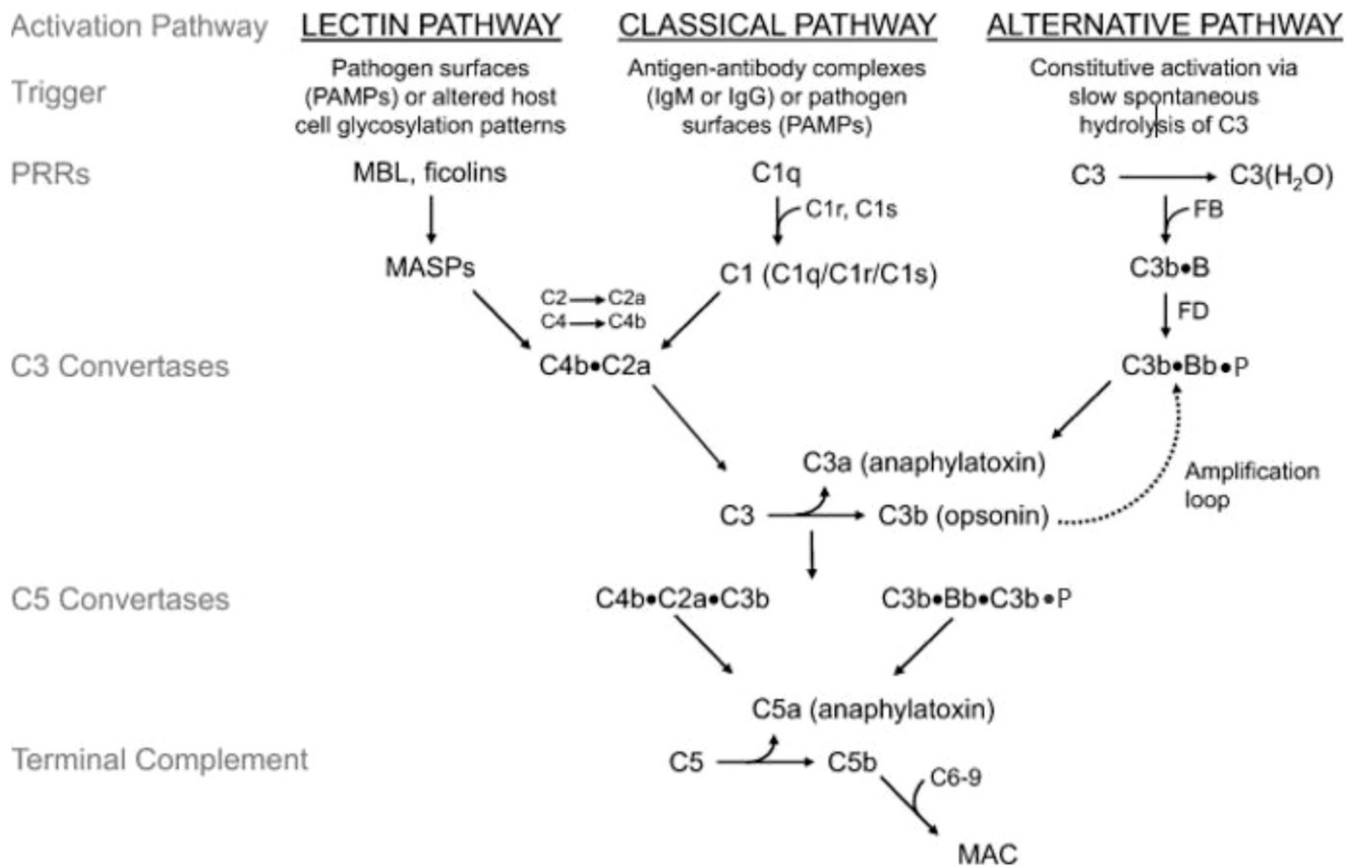 Activation Pathway LECTIN PATHWAY CLASSICAL PATHWAY ALTERNATIVE PATHWAY
Trigger
Pathogen surfaces
(PAMPs) or altered host
cell glycosylation patterns
Antigen-antibody complexes
(IgM or IgG) or pathogen
surfaces (PAMPs)
Constitutive activation via
slow spontaneous
hydrolysis of C3
PRRs MBL, ficolins C1q C3 C3(H₂O)
C1r, C1s FB
MASPs C1 (C1q/C1r/C1s) C3b•B
C2 C2a
C4 C4b
FD
C3 Convertases C4b•C2a C3b•Bb•P
C3a (anaphylatoxin)
Amplification
loop
C3 C3b (opsonin)
C5 Convertases C4b•C2a•C3b C3b•Bb•C3b•P
C5a (anaphylatoxin)
Terminal Complement C5 C5b C6-9
MAC